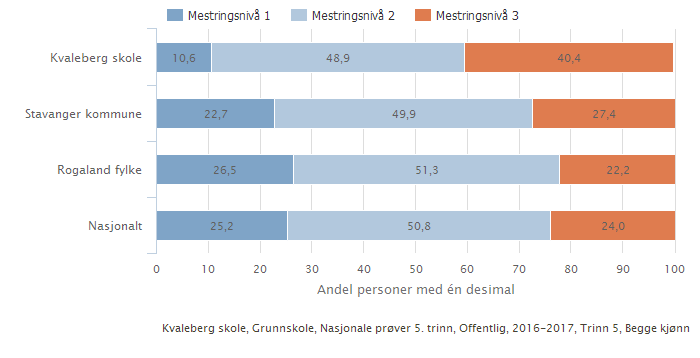 Mestringsnivå 1 Mestringsnivå 2 Mestringsnivå 3
Kvaleberg skole 10,6 48,9 40,4
Stavanger kommune 22,7 49,9 27,4
Rogaland fylke 26,5 51,3 22,2
Nasjonalt 25,2 50,8 24,0
0 10 20 30 40 50 60 70 80 90 100
Andel personer med én desimal
Kvaleberg skole, Grunnskole, Nasjonale prøver 5. trinn, Offentlig, 2016-2017, Trinn 5, Begge kjønn